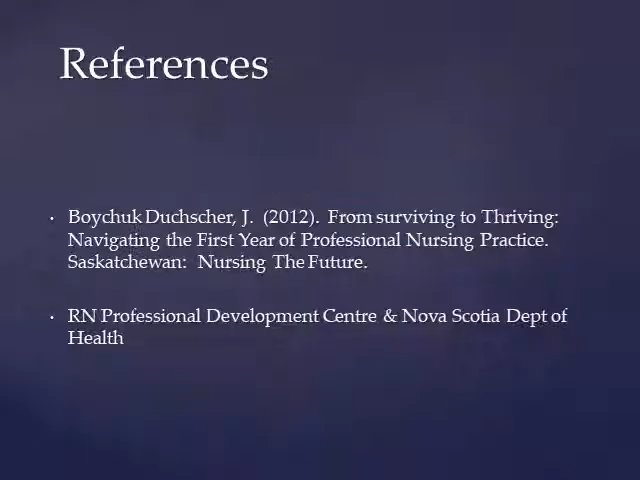 References
• Boychuk Duchscher, J. (2012). From surviving to Thriving:
Navigating the First Year of Professional Nursing Practice.
Saskatchewan: Nursing The Future.
• RN Professional Development Centre & Nova Scotia Dept of
Health